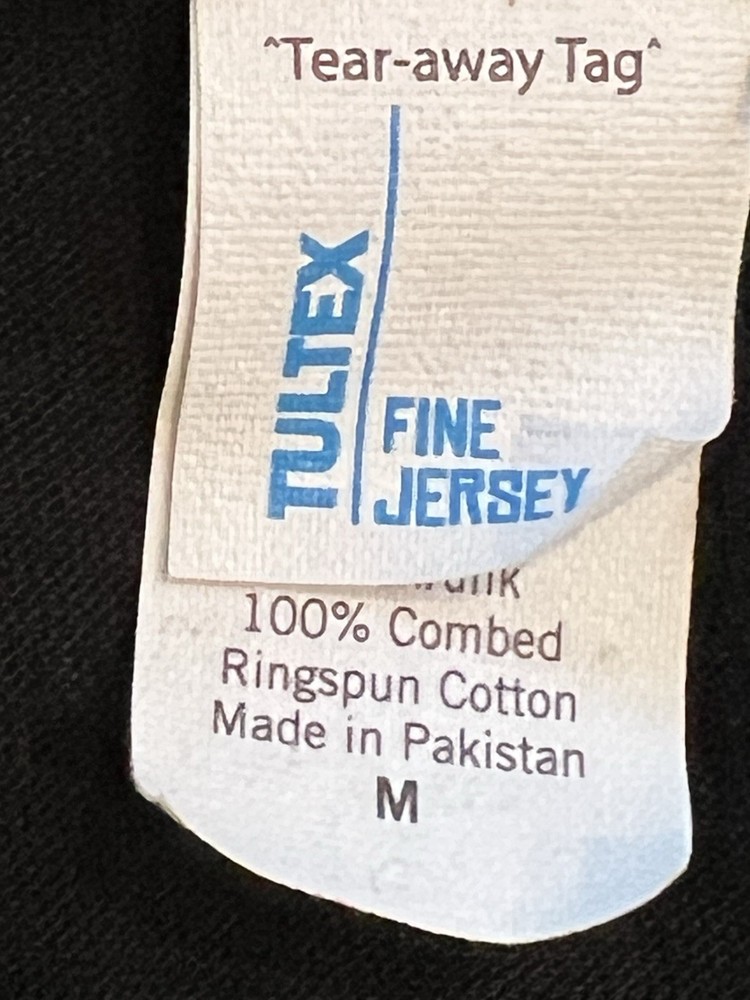 ^Tear-away Tag^
TULTEX
FINE
JERSEY
100% Combed
Ringspun Cotton
Made in Pakistan
M